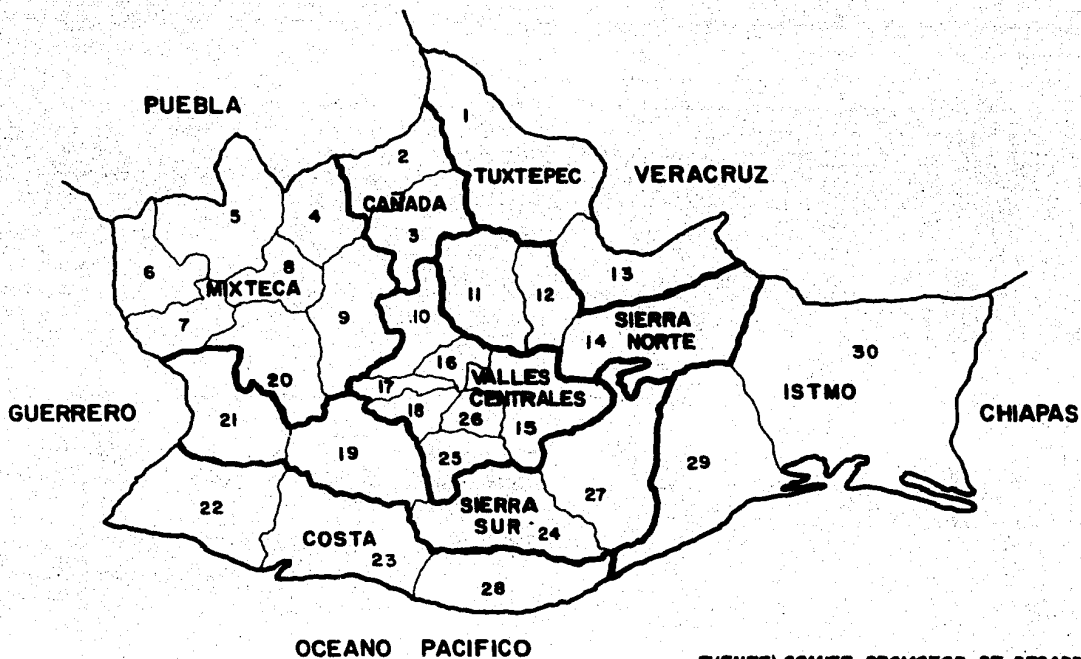 PUEBLA
1
2
TUXTEPEC
VERACRUZ
CAÑADA
5
4
3
6
8
MIXTECA
13
11
12
7
9
10
SIERRA
NORTE
14
30
16
VALLES
CENTRALES
17
20
ISTMO
GUERRERO
21
18
26
15
CHIAPAS
19
25
29
27
22
SIERRA
SUR
24
COSTA
23
28
OCEANO PACIFICO